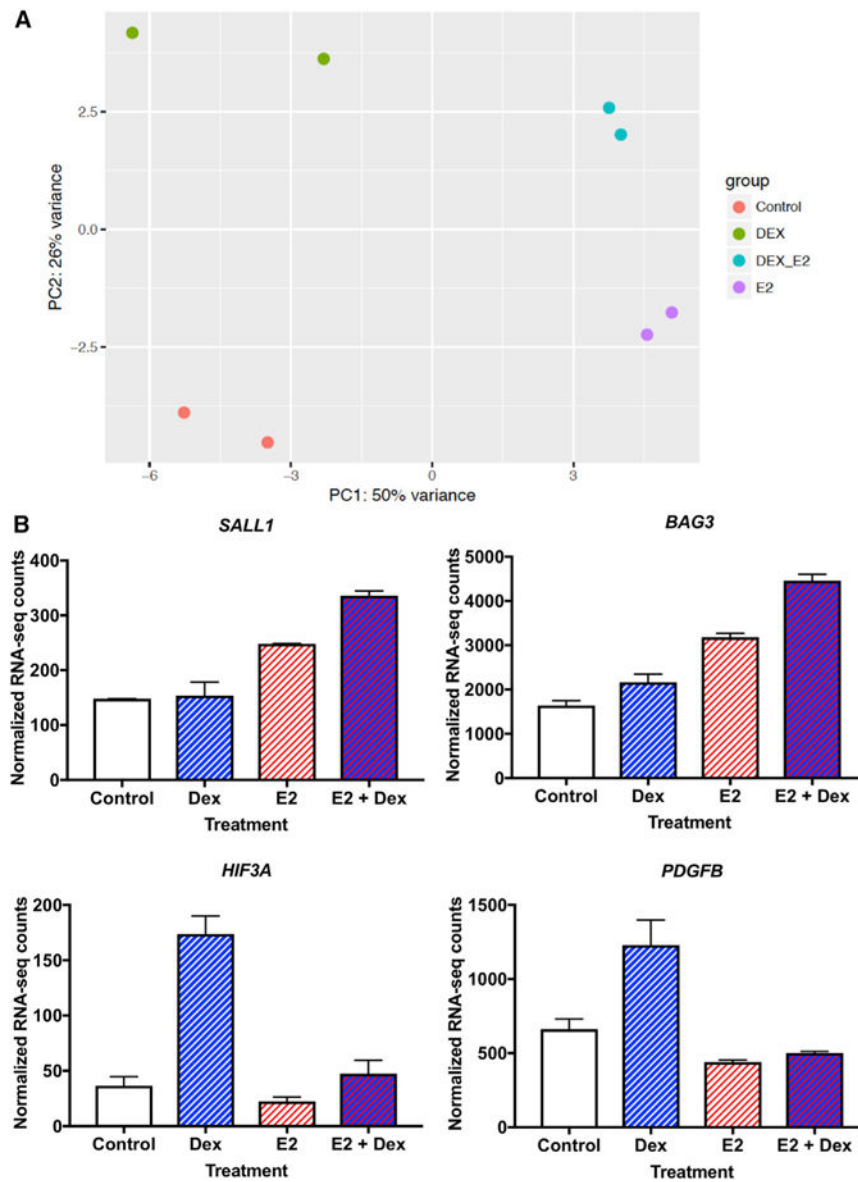 A
2.5
0.0
−2.5
PC2: 26% variance
−6
−3
0
3
PC1: 50% variance
group
Control
DEX
DEX_E2
E2
B
SALL1
400
300
200
100
0
Normalized RNA-seq counts
Control
Dex
E2
E2 + Dex
Treatment
BAG3
5000
4000
3000
2000
1000
0
Normalized RNA-seq counts
Control
Dex
E2
E2 + Dex
Treatment
HIF3A
200
150
100
50
0
Normalized RNA-seq counts
Control
Dex
E2
E2 + Dex
Treatment
PDGFB
1500
1000
500
0
Normalized RNA-seq counts
Control
Dex
E2
E2 + Dex
Treatment